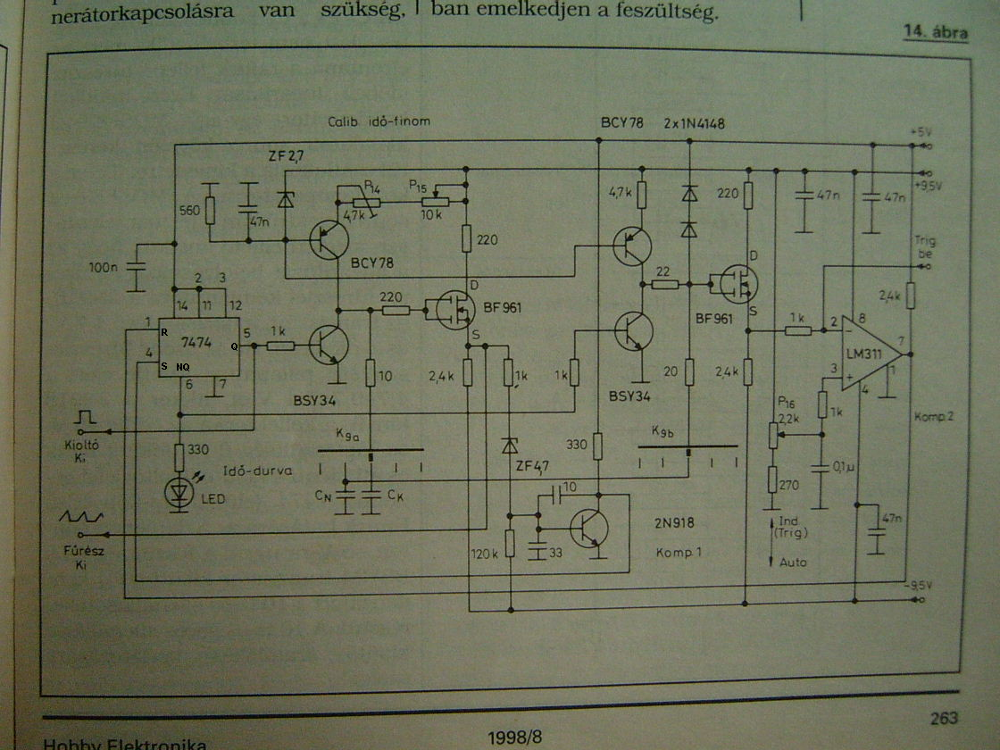 nerátorkapcsolásra van szükség,
ban emelkedjen a feszültség.
14. ábra
Calib idő-finom
BCY78 2x1N4148
+5V
ZF2,7
+9,5V
P14
P15
4,7k
10k
4,7k
220
47n
47n
560
47n
220
Trig
be
100n
BCY78
22
D
2 3
14 11 12
220
D
BF961
BF961
S
2,4k
1
R
7474
5
Q
1k
S
1k
2
8
LM311
7
4
S NQ
6
7
10
2,4k
1k
1k
20
2,4k
3
1
4
BSY34
BSY34
P16
2,2k
1k
Komp.2
Kioltó
Ki
330
K9a
K9b
330
Idő-durva
ZF4,7
0,1µ
LED
CN
CK
10
270
47n
Ind
(Trig)
2N918
Fűrész
Ki
120k
33
Komp.1
Auto
-9,5V
263
Hobby Elektronika
1998/8